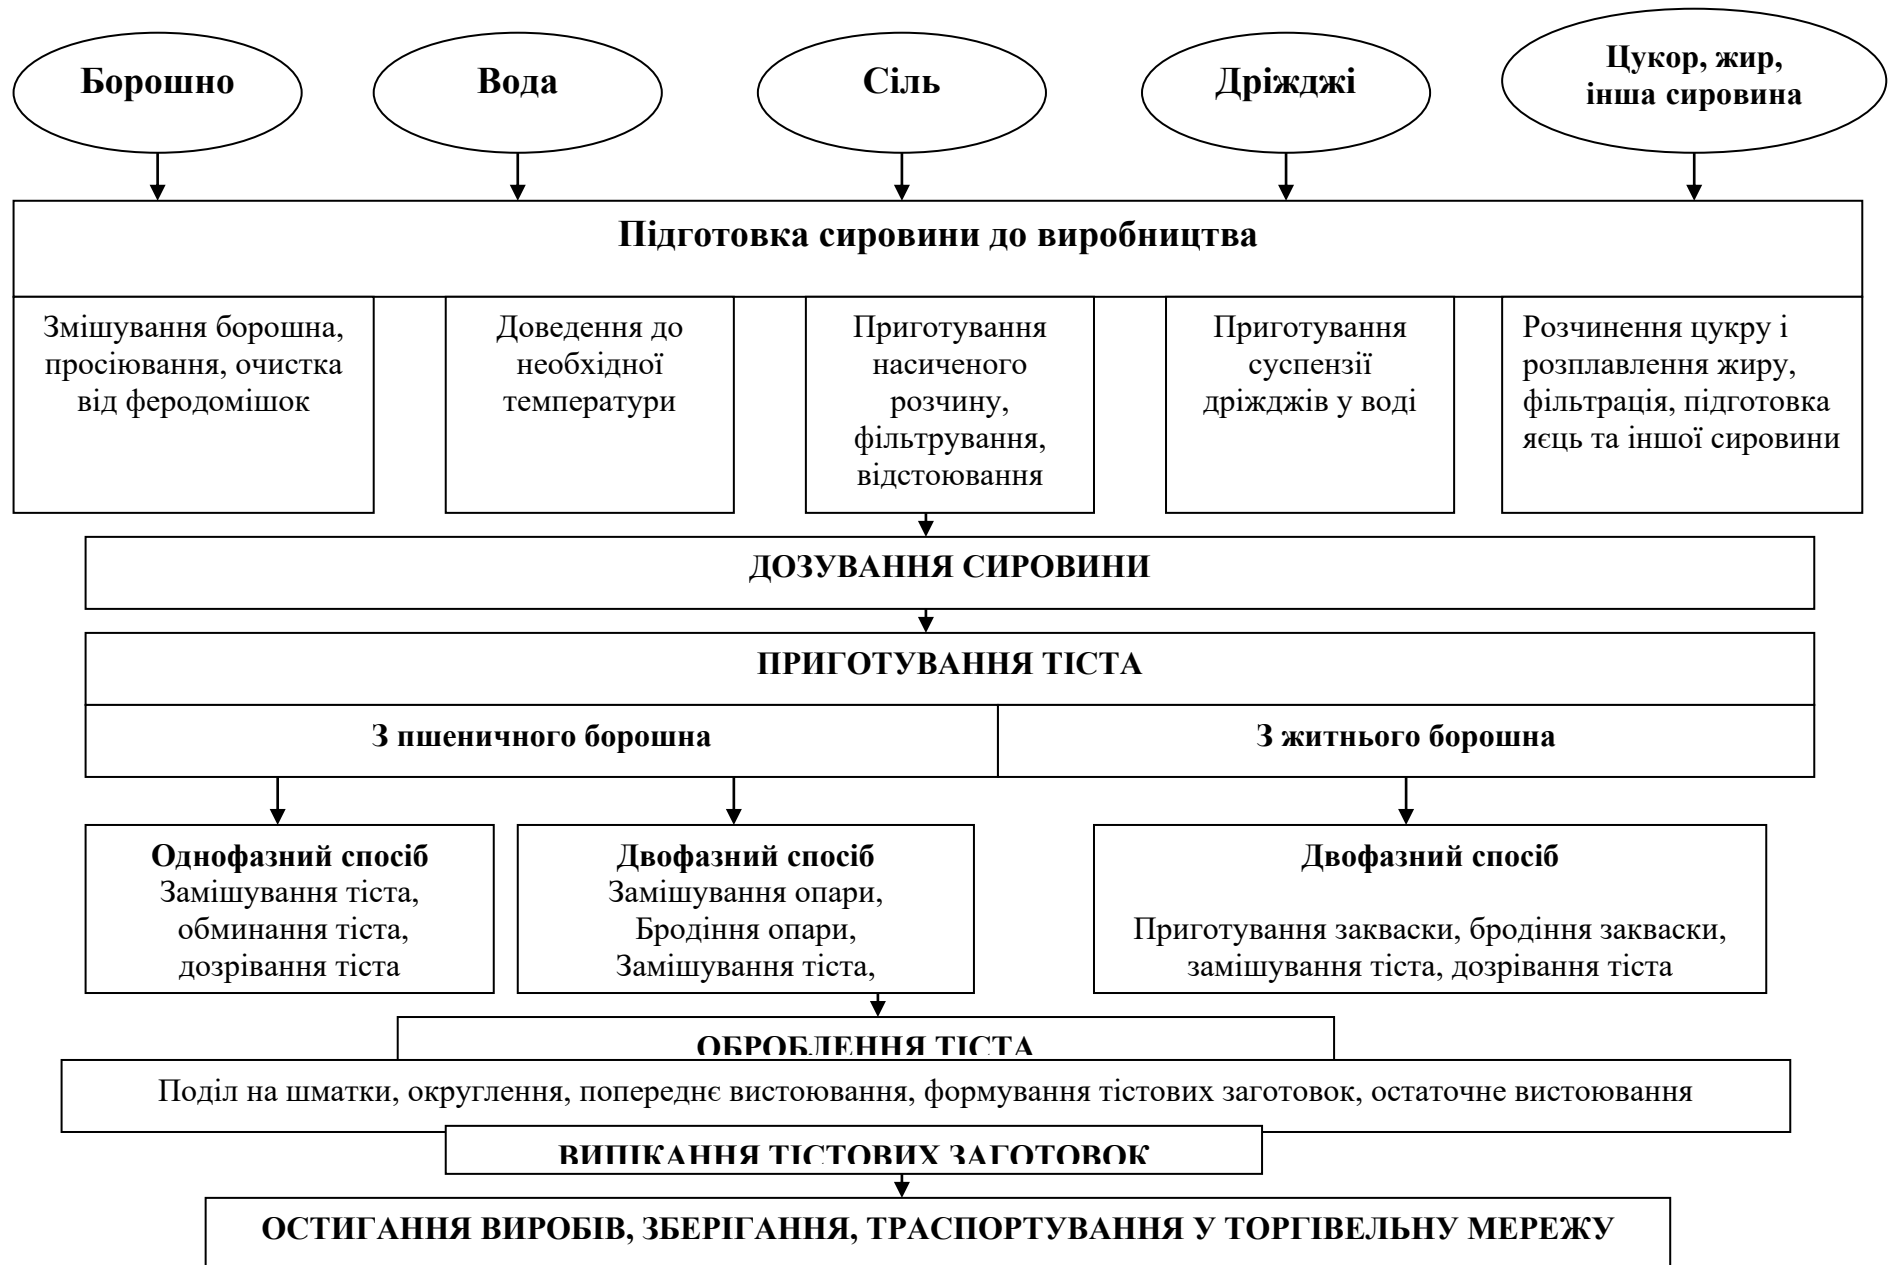 Борошно
Вода
Сіль
Дріжджі
Цукор, жир,
інша сировина
Підготовка сировини до виробництва
Змішування борошна,
просіювання, очистка
від феродомішок
Доведення до
необхідної
температури
Приготування
насиченого
розчину,
фільтрування,
відстоювання
Приготування
суспензії
дріжджів у воді
Розчинення цукру і
розплавлення жиру,
фільтрація, підготовка
яєць та іншої сировини
ДОЗУВАННЯ СИРОВИНИ
ПРИГОТУВАННЯ ТІСТА
З пшеничного борошна
З житнього борошна
Однофазний спосіб
Замішування тіста,
обминання тіста,
дозрівання тіста
Двофазний спосіб
Замішування опари,
Бродіння опари,
Замішування тіста,
Двофазний спосіб
Приготування закваски, бродіння закваски,
замішування тіста, дозрівання тіста
ОБРОБЛЕННЯ ТІСТА
Поділ на шматки, округлення, попереднє вистоювання, формування тістових заготовок, остаточне вистоювання
ВИПІКАННЯ ТІСТОВИХ ЗАГОТОВОК
ОСТИГАННЯ ВИРОБІВ, ЗБЕРІГАННЯ, ТРАСПОРТУВАННЯ У ТОРГІВЕЛЬНУ МЕРЕЖУ